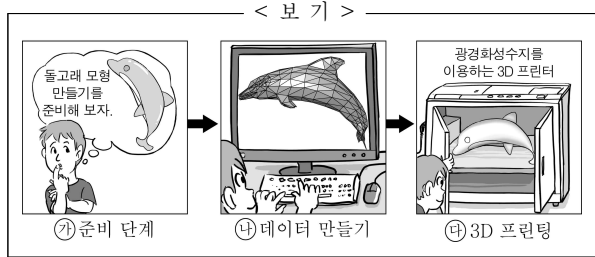 < 보 기 >
돌고래 모형
만들기를
준비해 보자.
광경화성수지를
이용하는 3D 프린터
㉮ 준비 단계
㉯ 데이터 만들기
㉰ 3D 프린팅